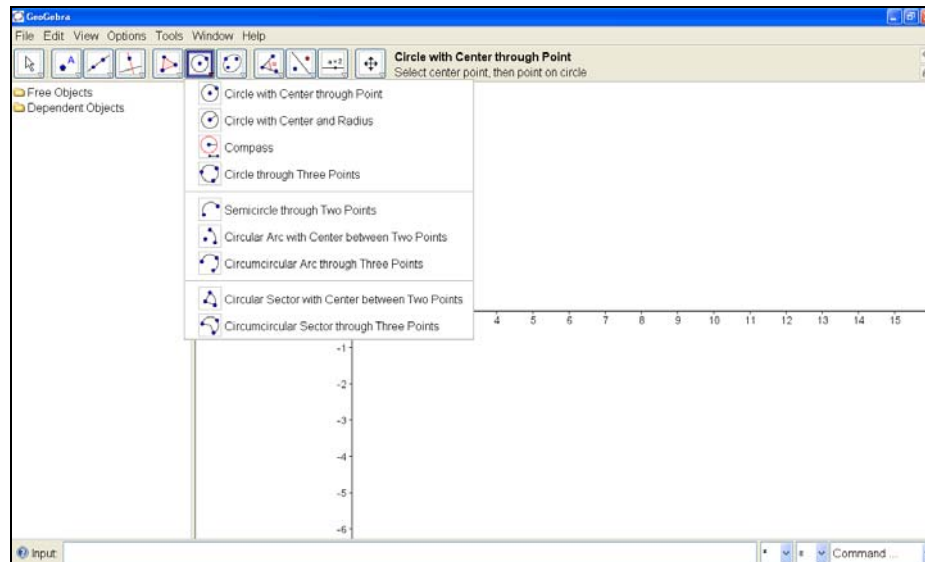 GeoGebra
File Edit View Options Tools Window Help
Circle with Center through Point
Select center point, then point on circle
Free Objects
Dependent Objects
Circle with Center through Point
Circle with Center and Radius
Compass
Circle through Three Points
Semicircle through Two Points
Circular Arc with Center between Two Points
Circumcircular Arc through Three Points
Circular Sector with Center between Two Points
Circumcircular Sector through Three Points
4 5 6 7 8 9 10 11 12 13 14 15
-1
-2
-3
-4
-5
-6
Input:
Command ...